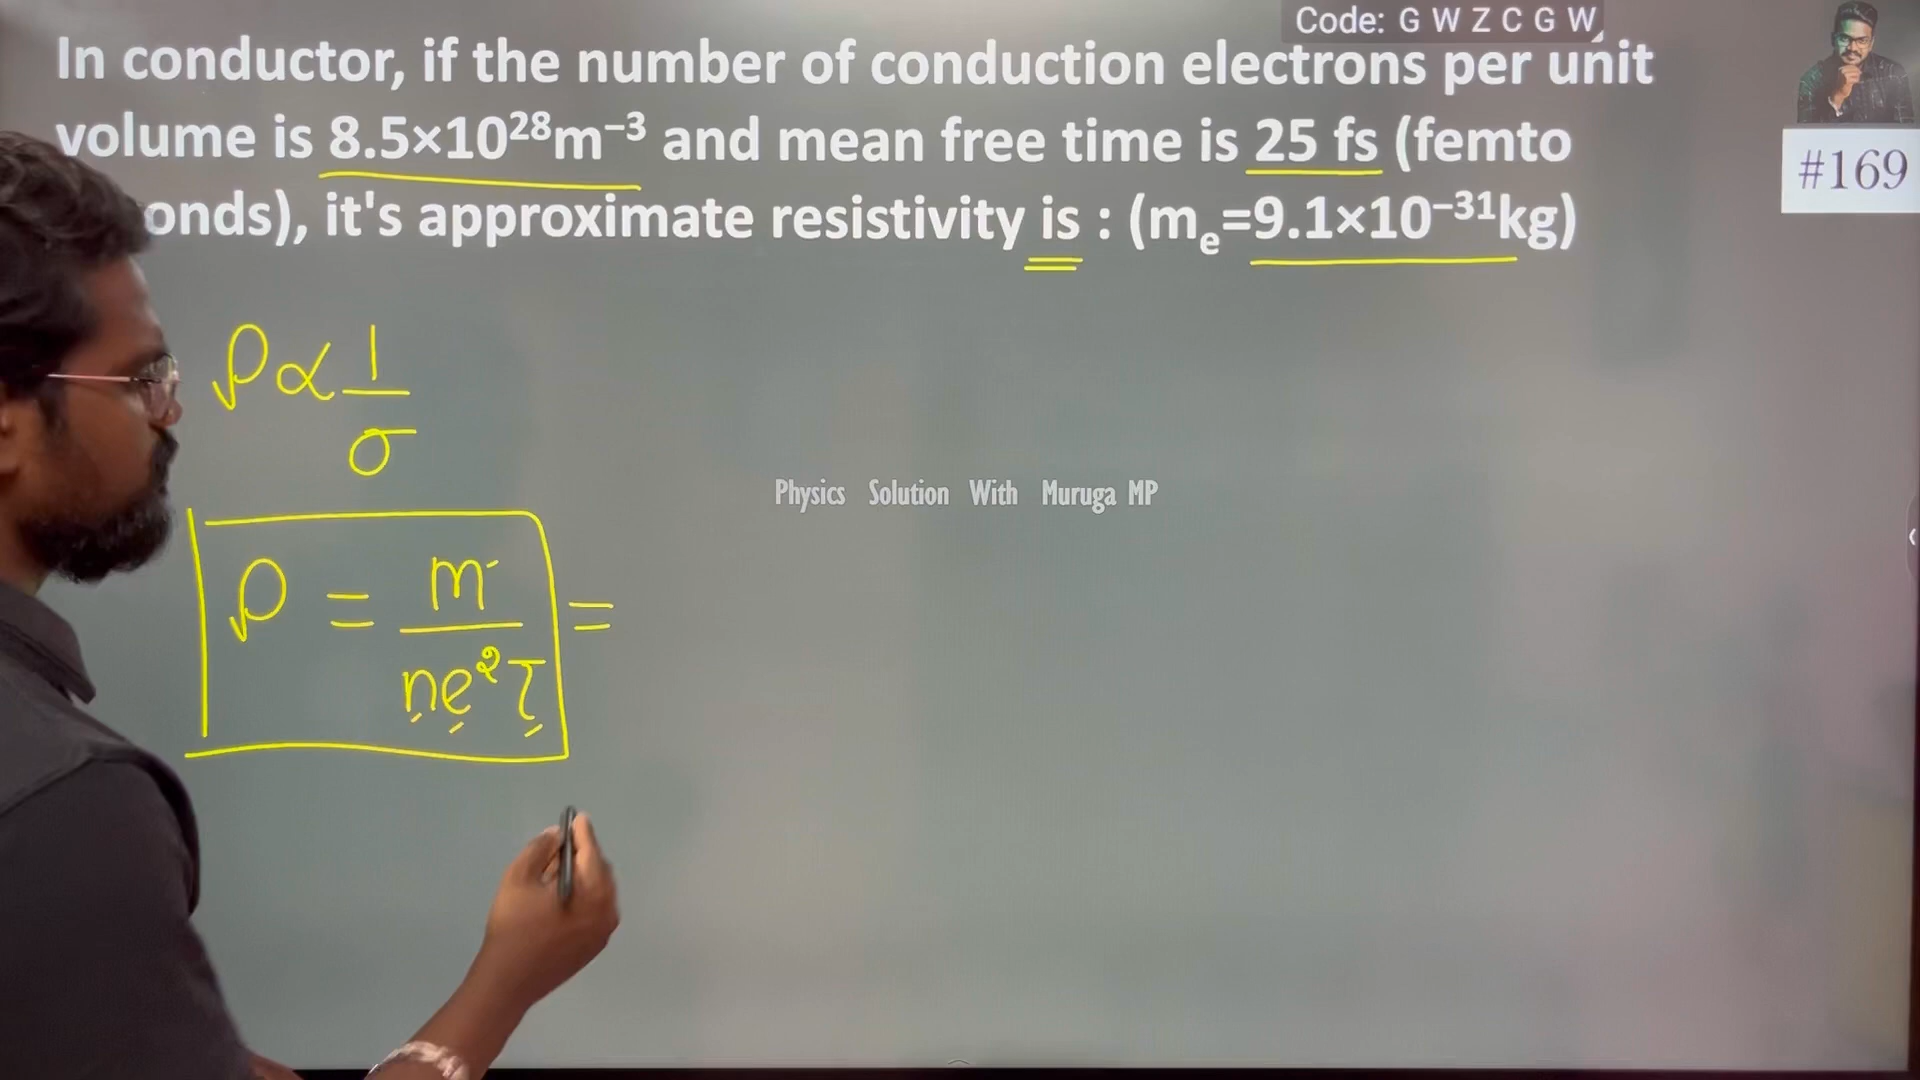 Code: G W Z C G W
In conductor, if the number of conduction electrons per unit
volume is 8.5×10²⁸m⁻³ and mean free time is 25 fs (femto
onds), it's approximate resistivity is : (mₑ=9.1×10⁻³¹kg)
#169
ρ ∝ 1/σ
Physics Solution With Muruga MP
ρ = m/ne²τ =